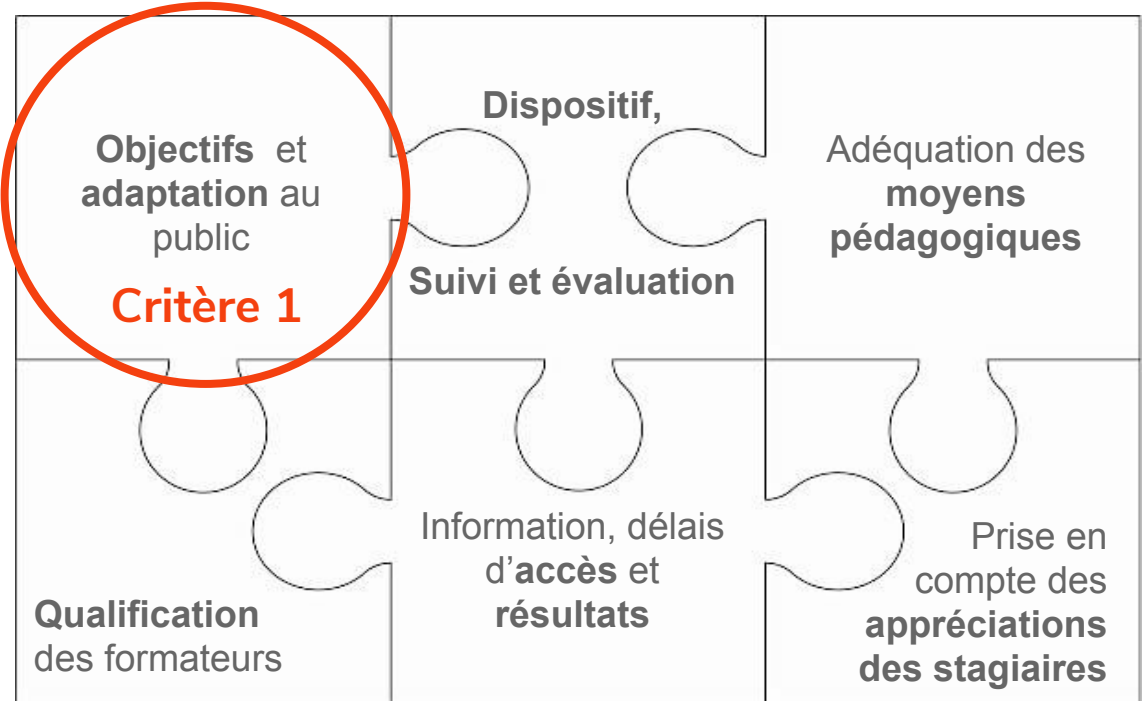 Objectifs et
adaptation au
public
Critère 1
Dispositif,
Suivi et évaluation
Adéquation des
moyens
pédagogiques
Qualification
des formateurs
Information, délais
d'accès et
résultats
Prise en
compte des
appréciations
des stagiaires